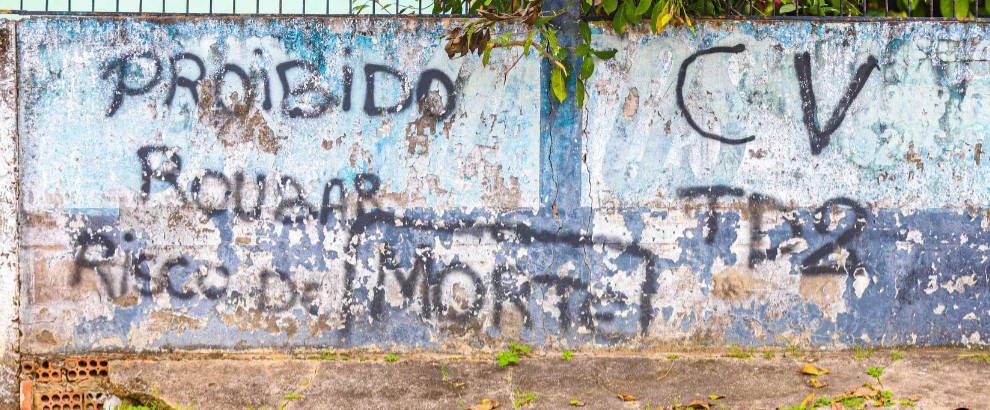 PROIBIDO
ROUBAR
RISCO DE MORTE
CV
TD2